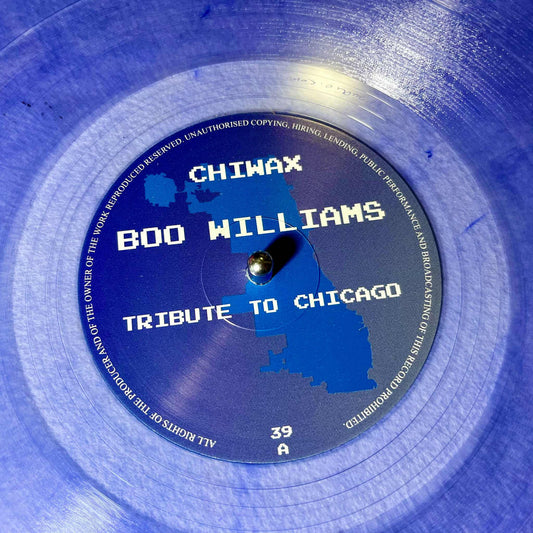 CHIWAX
BOO WILLIAMS
TRIBUTE TO CHICAGO
39
A
ALL RIGHTS OF THE PRODUCER AND OF THE OWNER OF THE WORK REPRODUCED RESERVED. UNAUTHORISED COPYING, HIRING, LENDING, PUBLIC PERFORMANCE AND BROADCASTING OF THIS RECORD PROHIBITED.